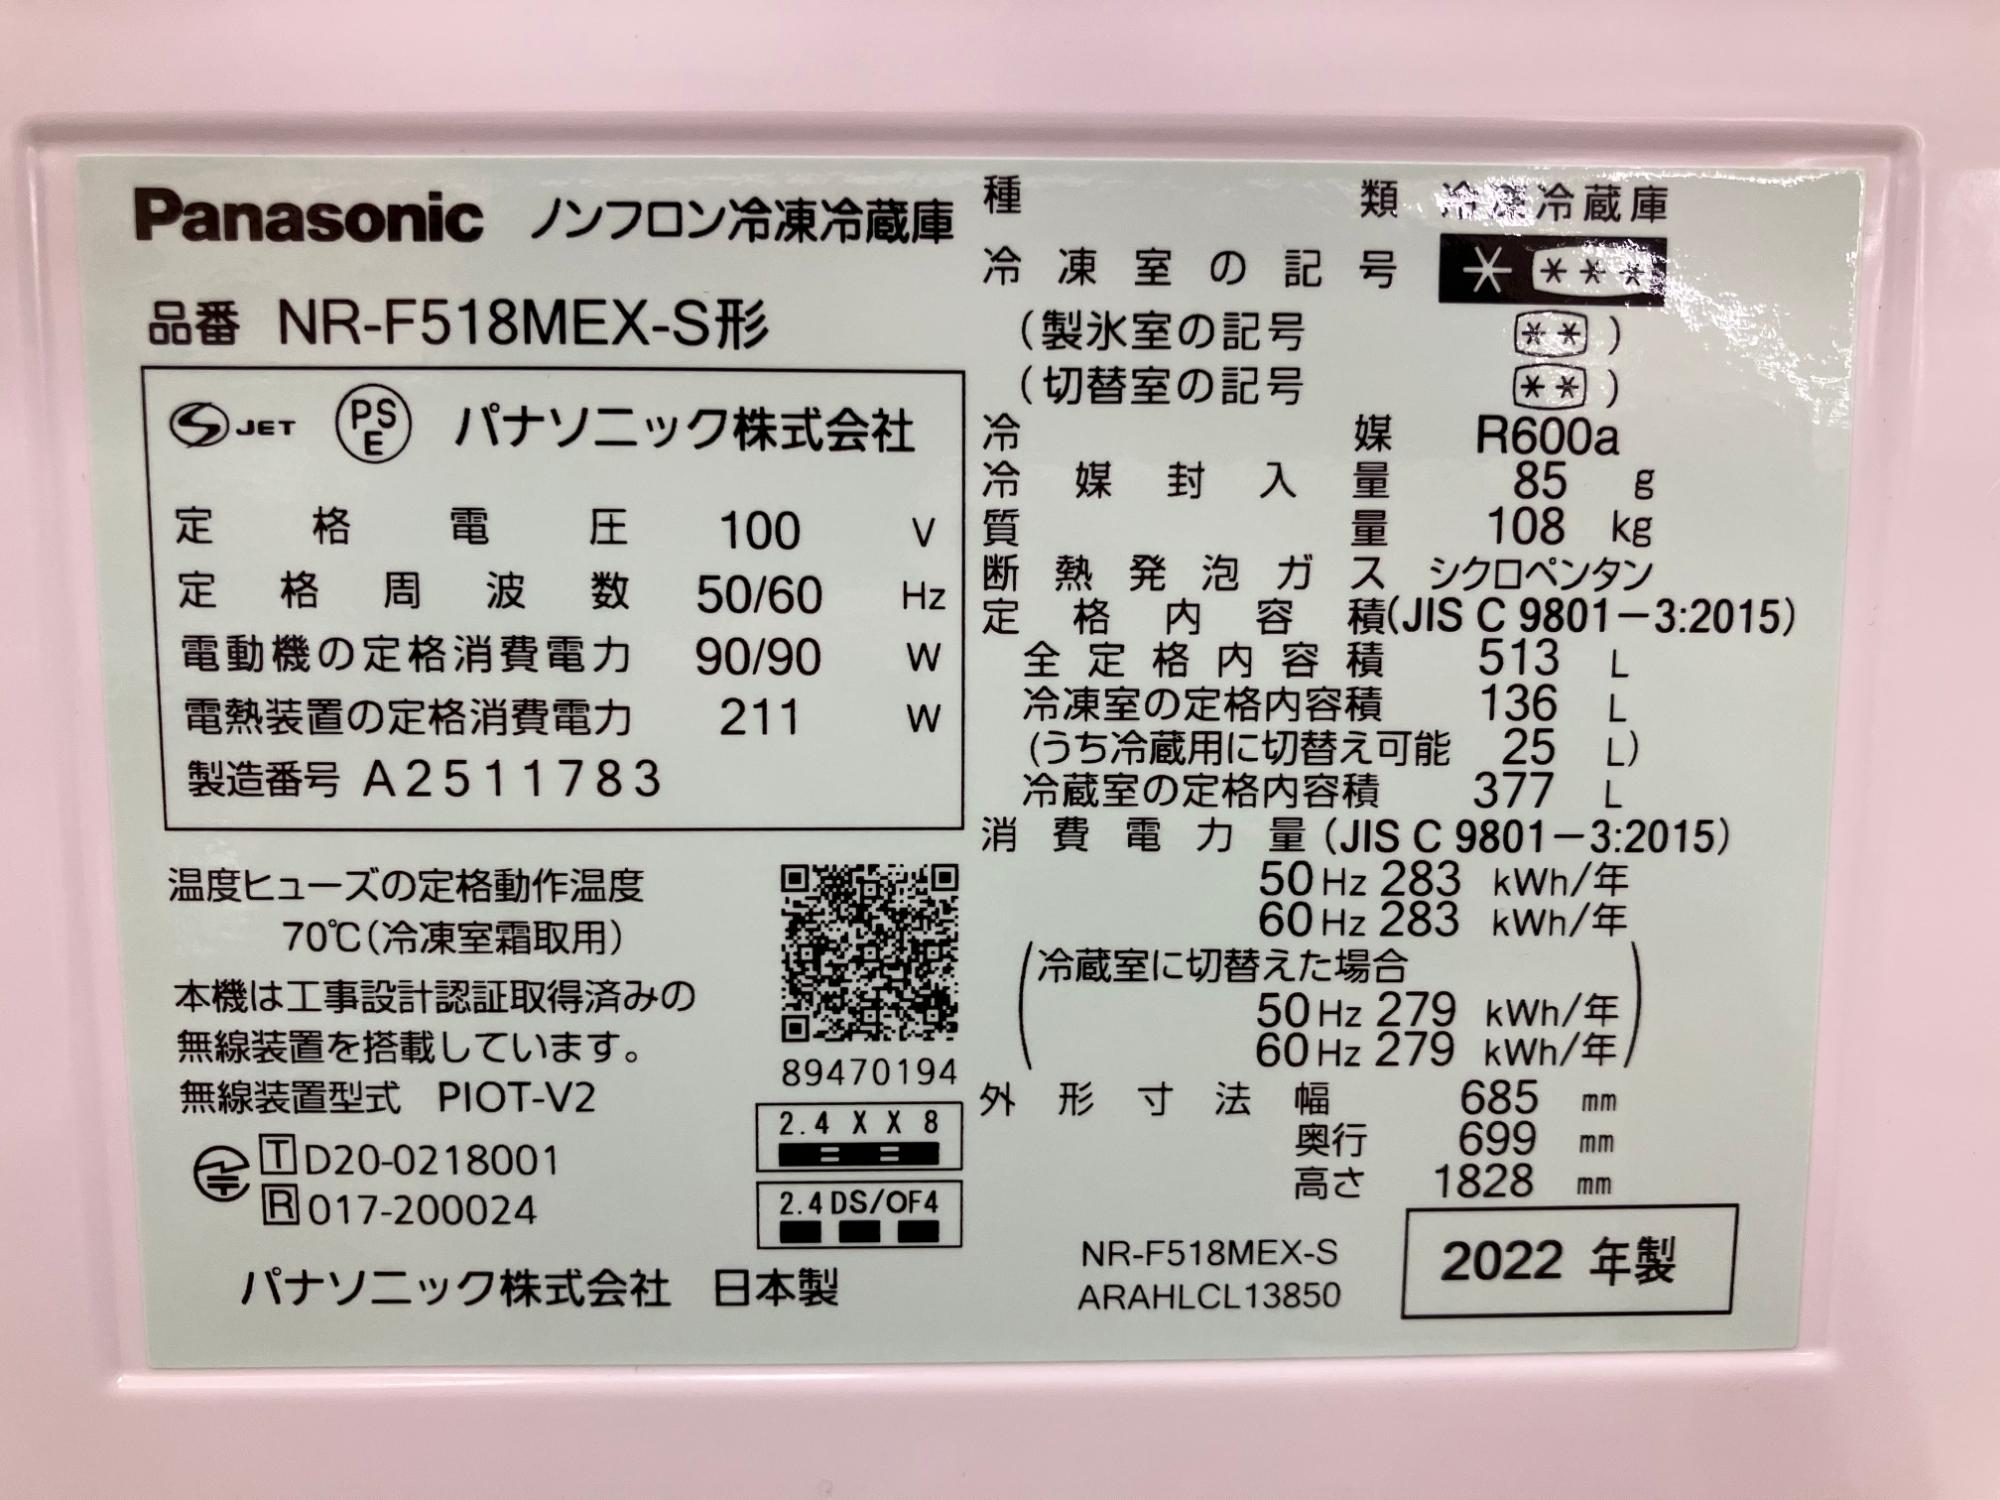 Panasonic ノンフロン冷凍冷蔵庫
品番 NR-F518MEX-S形
S JET PSE パナソニック株式会社
定格電圧 100 V
定格周波数 50/60 Hz
電動機の定格消費電力 90/90 W
電熱装置の定格消費電力 211 W
製造番号 A2511783
温度ヒューズの定格動作温度
70℃(冷凍室霜取用)
本機は工事設計認証取得済みの
無線装置を搭載しています。
無線装置型式 PIOT-V2
T D20-0218001
R 017-200024
89470194
2.4 X X 8
2.4 DS/OF4
パナソニック株式会社 日本製
種類 冷凍冷蔵庫
冷凍室の記号 * ***
(製氷室の記号 **)
(切替室の記号 **)
冷媒 R600a
冷媒封入量 85 g
質量 108 kg
断熱発泡ガス シクロペンタン
定格内容積(JIS C 9801-3:2015)
全定格内容積 513 L
冷凍室の定格内容積 136 L
(うち冷蔵用に切替え可能 25 L)
冷蔵室の定格内容積 377 L
消費電力量(JIS C 9801-3:2015)
50Hz 283 kWh/年
60Hz 283 kWh/年
(冷蔵室に切替えた場合
50Hz 279 kWh/年
60Hz 279 kWh/年)
外形寸法 幅 685 mm
奥行 699 mm
高さ 1828 mm
NR-F518MEX-S
ARAHLCL13850
2022 年製